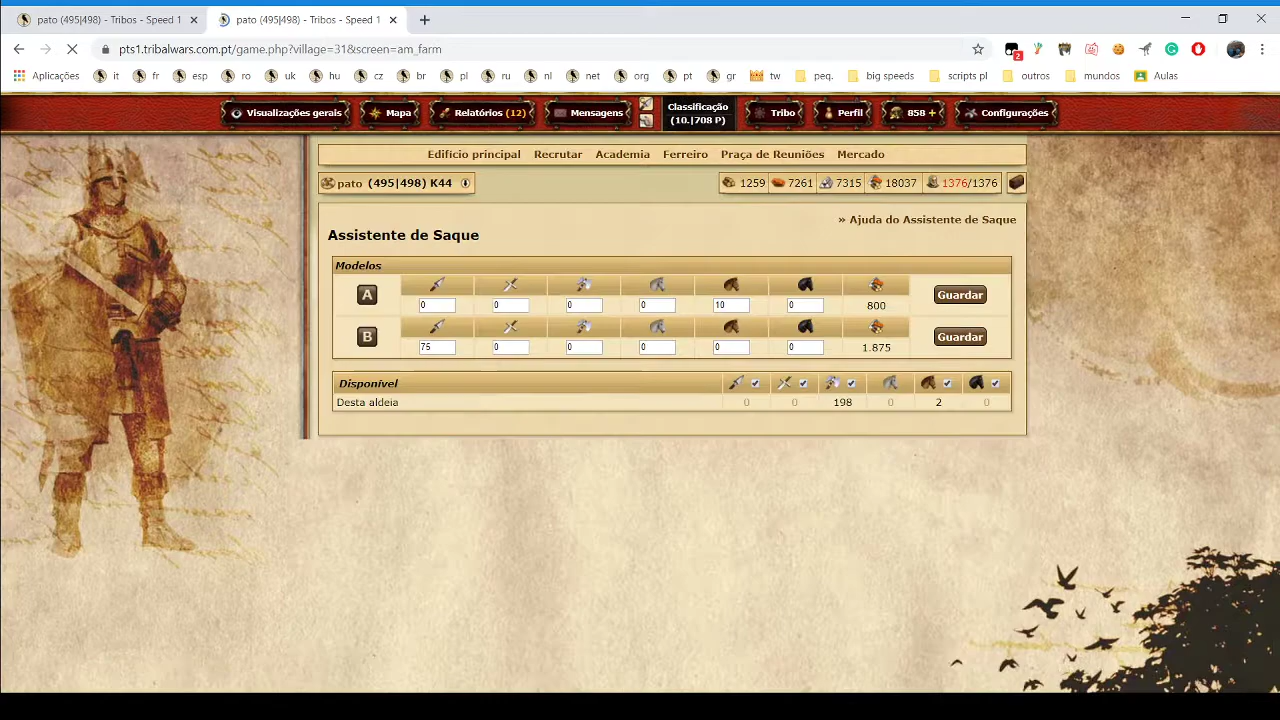 pato (495|498) - Tribos - Speed 1
pato (495|498) - Tribos - Speed 1
pts1.tribalwars.com.pt/game.php?village=31&screen=am_farm
2
Aplicações it fr esp ro uk hu cz br pl ru nl net org pt gr tw peq. big speeds scripts pl outros mundos Aulas
Visualizações gerais Mapa Relatórios (12) Mensagens Classificação (10.|708 P) Tribo Perfil 858 + Configurações
Edifício principal Recrutar Academia Ferreiro Praça de Reuniões Mercado
pato (495|498) K44 1259 7261 7315 18037 1376/1376
» Ajuda do Assistente de Saque
Assistente de Saque
Modelos
A 0 0 0 0 10 0 800 Guardar
B 75 0 0 0 0 0 1.875 Guardar
Disponível
Desta aldeia 0 0 198 0 2 0